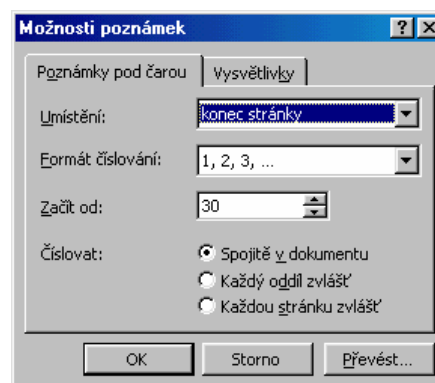 Možnosti poznámek
Poznámky pod čarou Vysvětlivky
Umístění: konec stránky
Formát číslování: 1, 2, 3, ...
Začít od: 30
Číslovat: Spojitě v dokumentu
Každý oddíl zvlášť
Každou stránku zvlášť
OK Storno Převést...